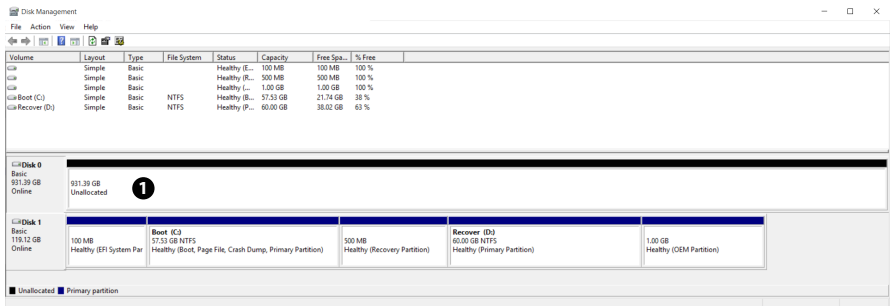 Disk Management
File Action View Help
Volume Layout Type File System Status Capacity Free Spa... % Free
Simple Basic Healthy (E... 100 MB 100 MB 100 %
Simple Basic Healthy (R... 500 MB 500 MB 100 %
Simple Basic Healthy (... 1.00 GB 1.00 GB 100 %
Boot (C:) Simple Basic NTFS Healthy (B... 57.53 GB 21.74 GB 38 %
Recover (D:) Simple Basic NTFS Healthy (P... 60.00 GB 38.02 GB 63 %
Disk 0
Basic
931.39 GB
Online
931.39 GB
Unallocated
1
Disk 1
Basic
119.12 GB
Online
100 MB
Healthy (EFI System Par
Boot (C:)
57.53 GB NTFS
Healthy (Boot, Page File, Crash Dump, Primary Partition)
500 MB
Healthy (Recovery Partition)
Recover (D:)
60.00 GB NTFS
Healthy (Primary Partition)
1.00 GB
Healthy (OEM Partition)
Unallocated Primary partition